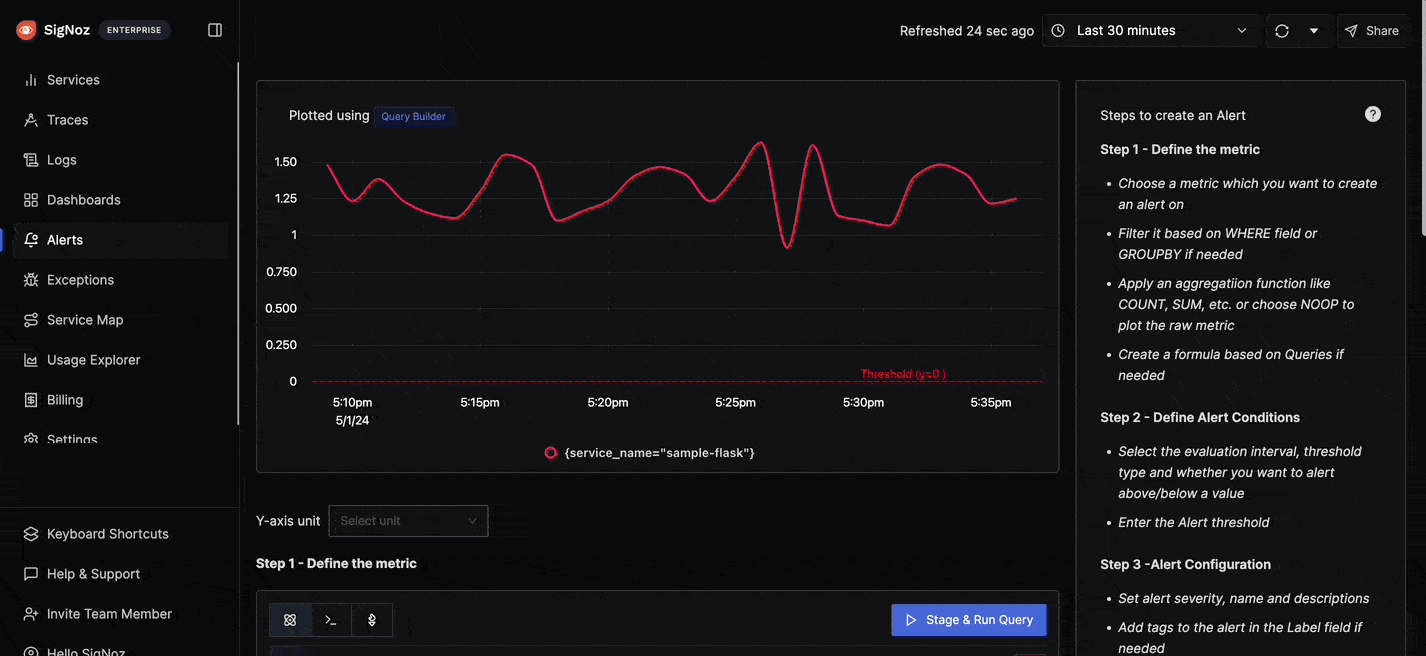 SigNoz ENTERPRISE
Services
Traces
Logs
Dashboards
Alerts
Exceptions
Service Map
Usage Explorer
Billing
Settings
Keyboard Shortcuts
Help & Support
Invite Team Member
Hello SigNoz
Refreshed 24 sec ago
Last 30 minutes
Share
Plotted using Query Builder
1.50
1.25
1
0.750
0.500
0.250
0
Threshold (y=0 )
5:10pm 5:15pm 5:20pm 5:25pm 5:30pm 5:35pm
5/1/24
{service_name="sample-flask"}
Y-axis unit Select unit
Step 1 - Define the metric
Stage & Run Query
Steps to create an Alert
?
Step 1 - Define the metric
• Choose a metric which you want to create
an alert on
• Filter it based on WHERE field or
GROUPBY if needed
• Apply an aggregatiion function like
COUNT, SUM, etc. or choose NOOP to
plot the raw metric
• Create a formula based on Queries if
needed
Step 2 - Define Alert Conditions
• Select the evaluation interval, threshold
type and whether you want to alert
above/below a value
• Enter the Alert threshold
Step 3 -Alert Configuration
• Set alert severity, name and descriptions
• Add tags to the alert in the Label field if
needed